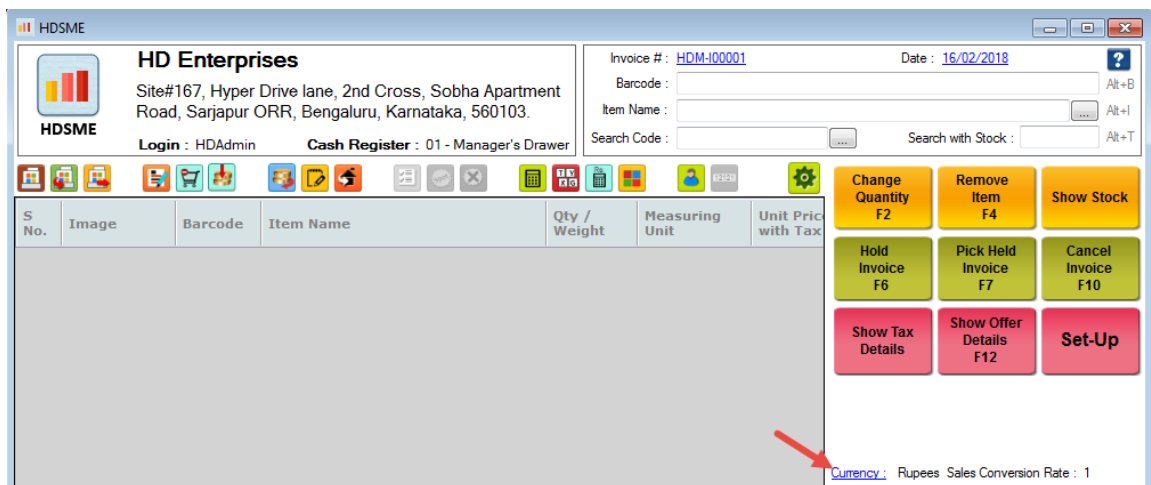 HDSME
HD Enterprises
Site#167, Hyper Drive lane, 2nd Cross, Sobha Apartment
Road, Sarjapur ORR, Bengaluru, Karnataka, 560103.
HDSME
Login : HDAdmin Cash Register : 01 - Manager's Drawer
Invoice # : HDM-I00001 Date : 16/02/2018 ?
Barcode : Alt+B
Item Name : ... Alt+I
Search Code : ... Search with Stock : Alt+T
S
No.
Image
Barcode
Item Name
Qty /
Weight
Measuring
Unit
Unit Pric
with Tax
Change
Quantity
F2
Remove
Item
F4
Show Stock
Hold
Invoice
F6
Pick Held
Invoice
F7
Cancel
Invoice
F10
Show Tax
Details
Show Offer
Details
F12
Set-Up
Currency : Rupees Sales Conversion Rate : 1